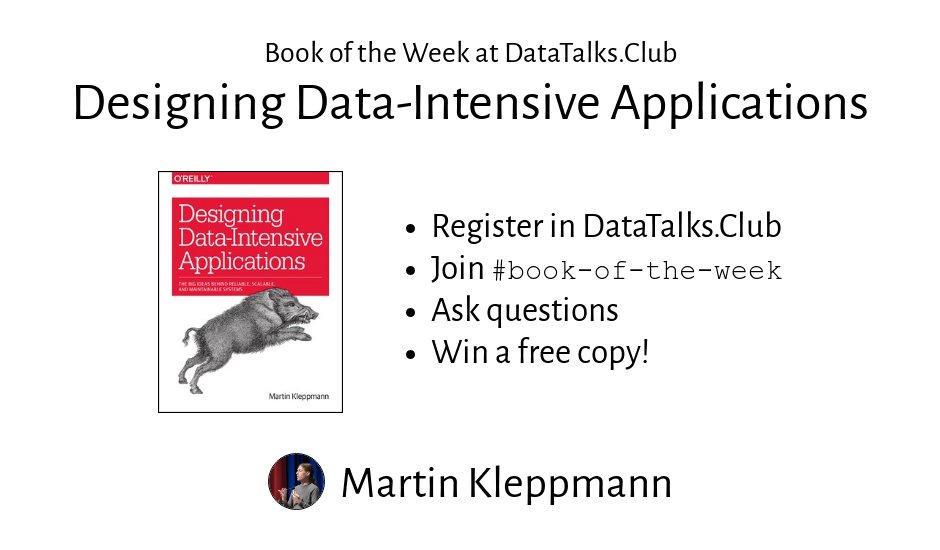 Book of the Week at DataTalks.Club
Designing Data-Intensive Applications
O'REILLY
Designing
Data-Intensive
Applications
THE BIG IDEAS BEHIND RELIABLE, SCALABLE,
AND MAINTAINABLE SYSTEMS
Martin Kleppmann
• Register in DataTalks.Club
• Join #book-of-the-week
• Ask questions
• Win a free copy!
Martin Kleppmann